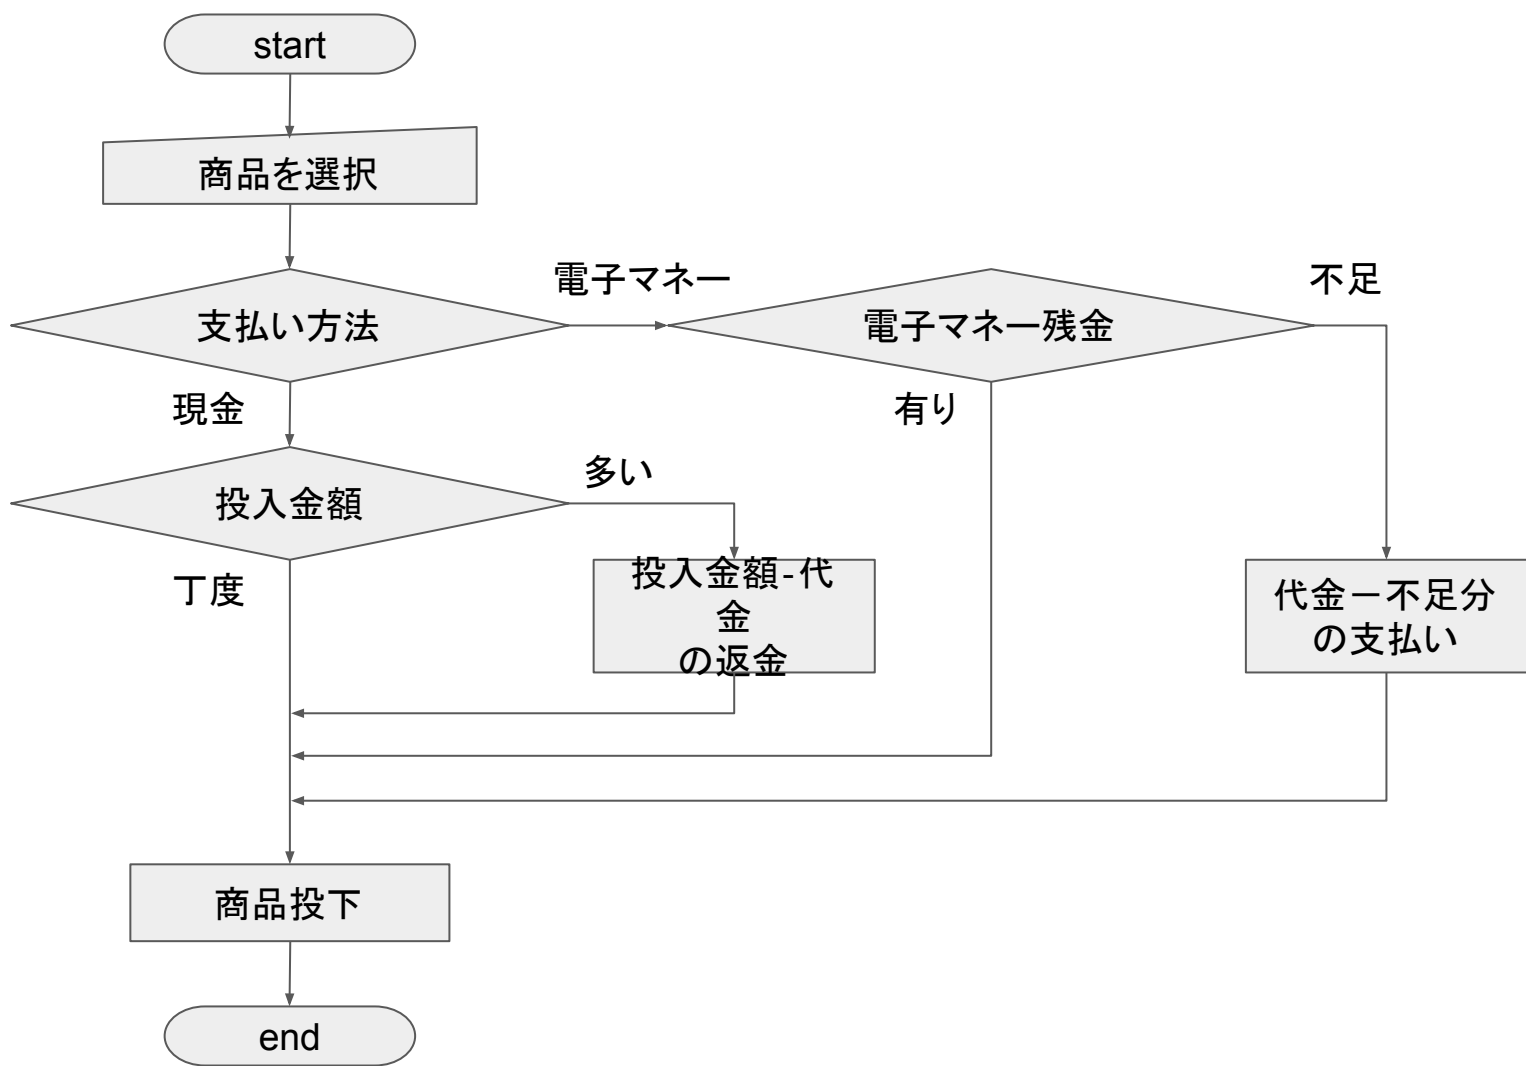 start
商品を選択
電子マネー
不足
支払い方法
電子マネー残金
現金
有り
多い
投入金額
投入金額-代
金
の返金
丁度
代金－不足分
の支払い
商品投下
end